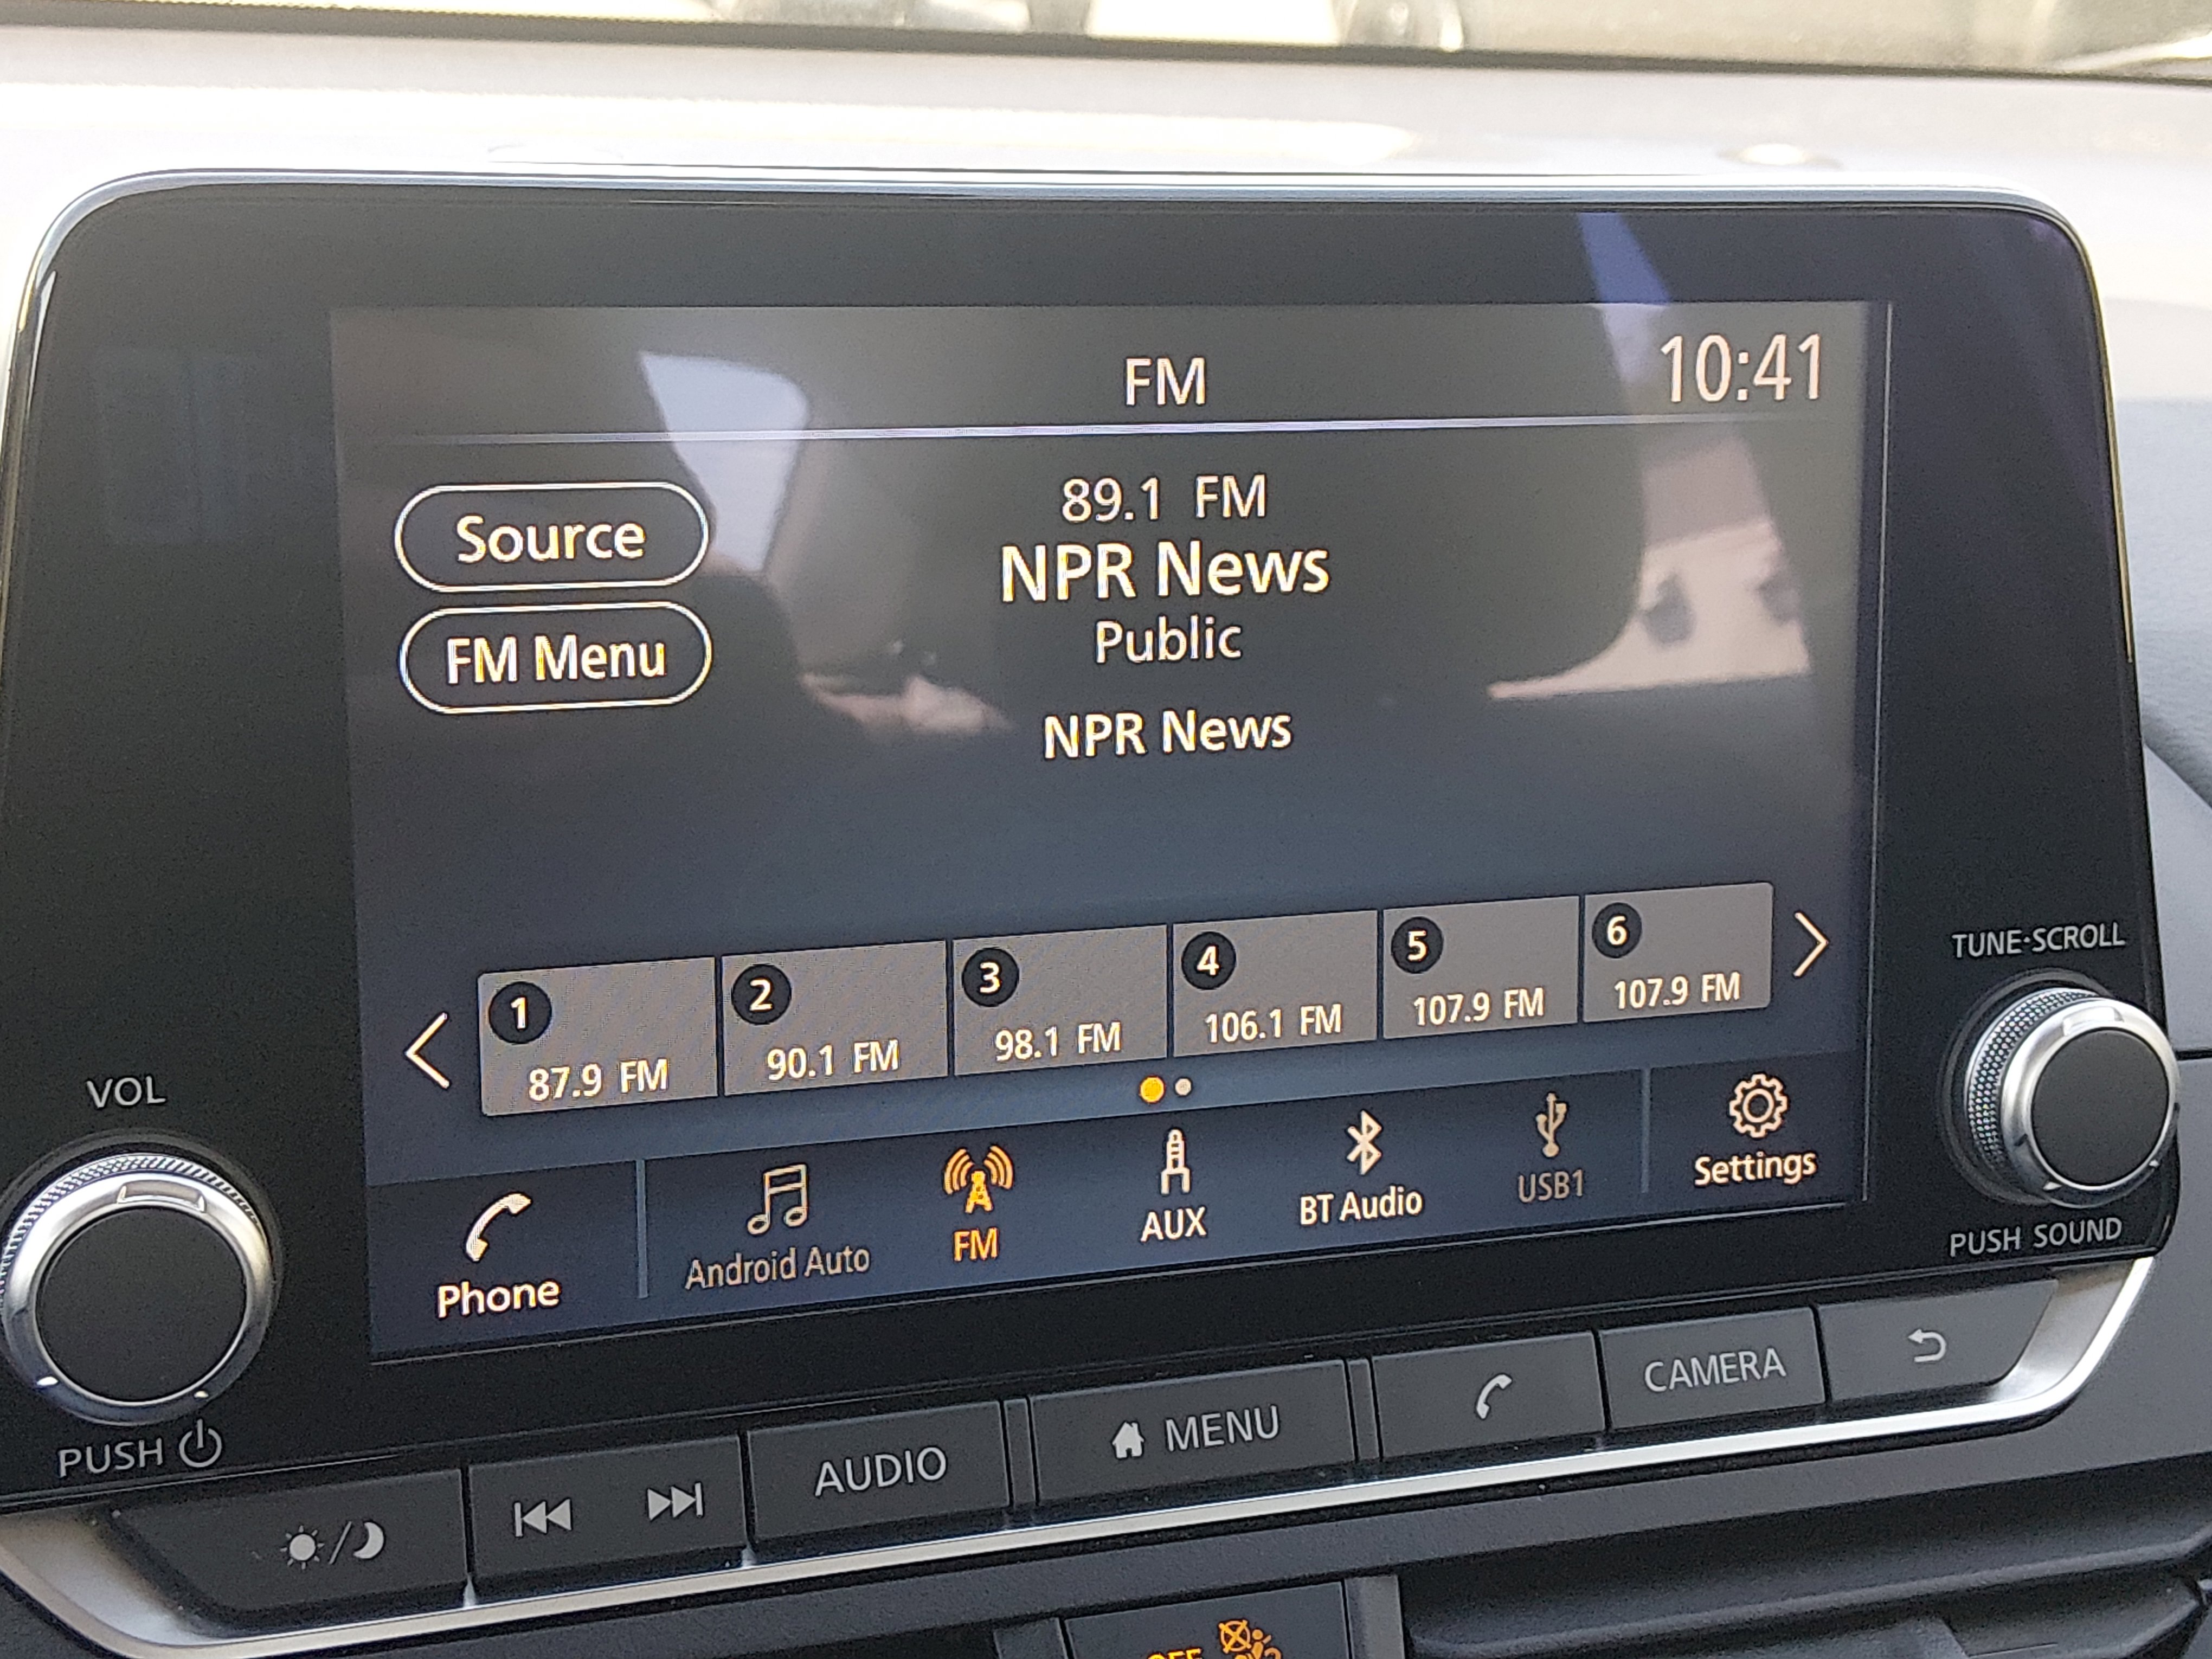 FM
10:41
Source
89.1 FM
NPR News
FM Menu
Public
NPR News
1
87.9 FM
2
90.1 FM
3
98.1 FM
4
106.1 FM
5
107.9 FM
6
107.9 FM
Phone
Android Auto
FM
AUX
BT Audio
USB1
Settings
VOL
PUSH
TUNE·SCROLL
PUSH SOUND
AUDIO
MENU
CAMERA
OFF